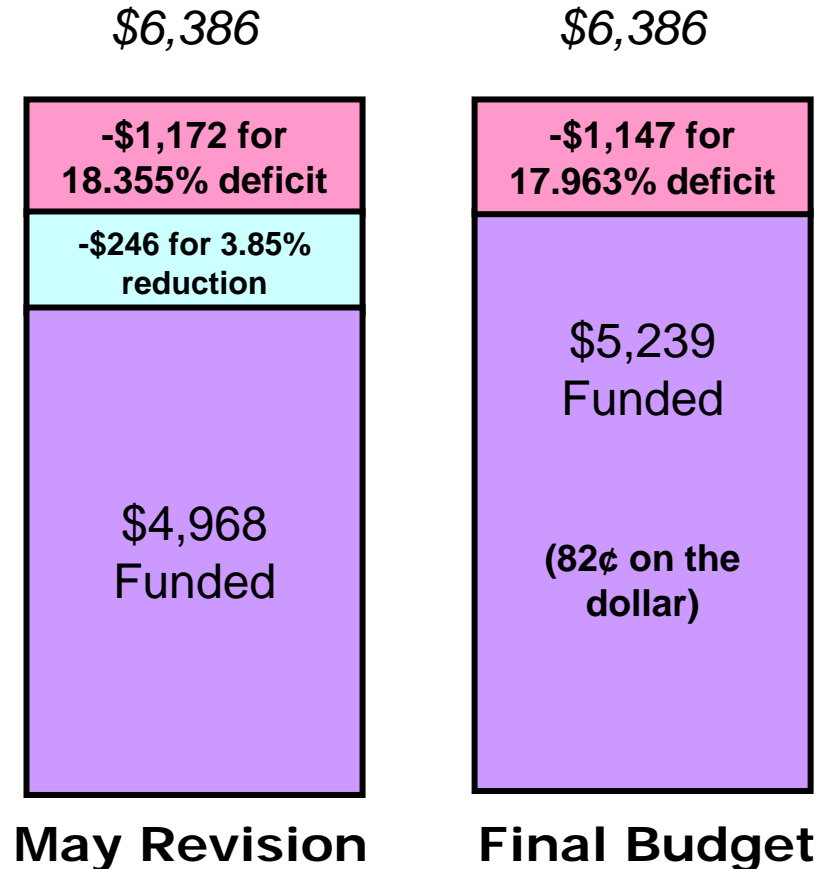 $6,386
-$1,172 for
18.355% deficit
-$246 for 3.85%
reduction
$4,968
Funded
May Revision
$6,386
-$1,147 for
17.963% deficit
$5,239
Funded
(82¢ on the
dollar)
Final Budget